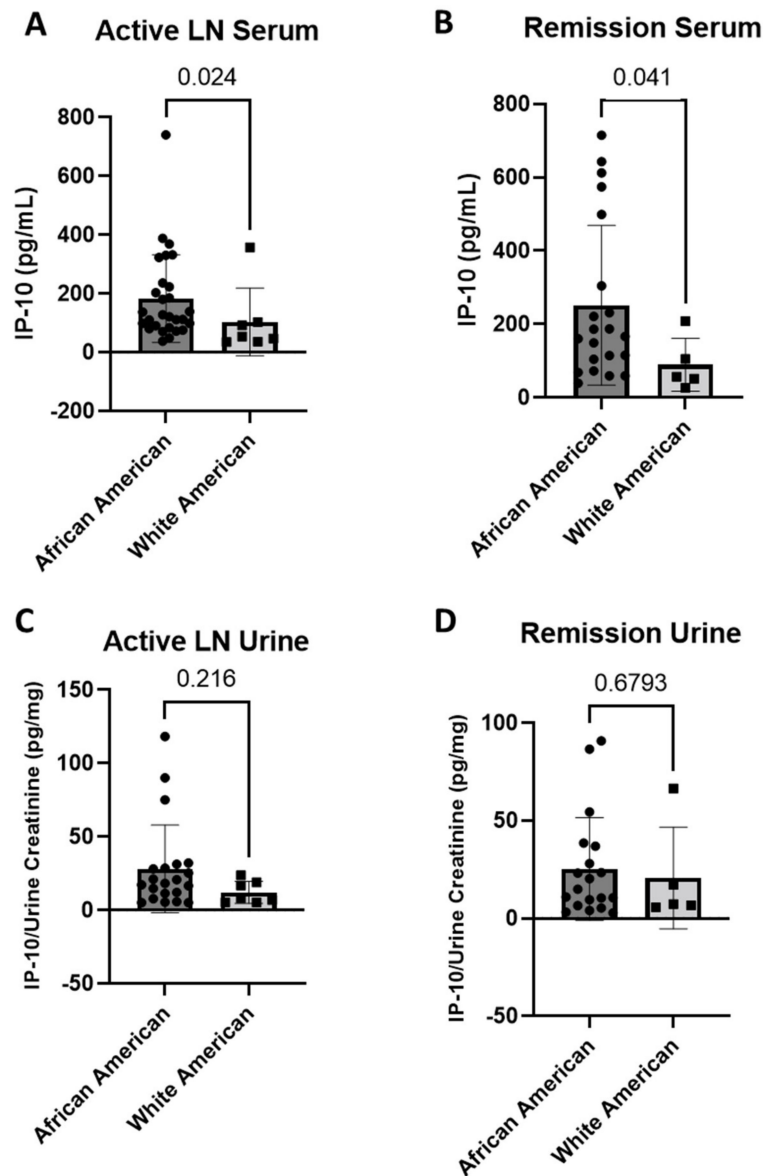 A
Active LN Serum
0.024
800
600
400
200
0
-200
IP-10 (pg/mL)
African American
White American
B
Remission Serum
0.041
800
600
400
200
0
IP-10 (pg/mL)
African American
White American
C
Active LN Urine
0.216
150
100
50
0
-50
IP-10/Urine Creatinine (pg/mg)
African American
White American
D
Remission Urine
0.6793
100
50
0
-50
IP-10/Urine Creatinine (pg/mg)
African American
White American